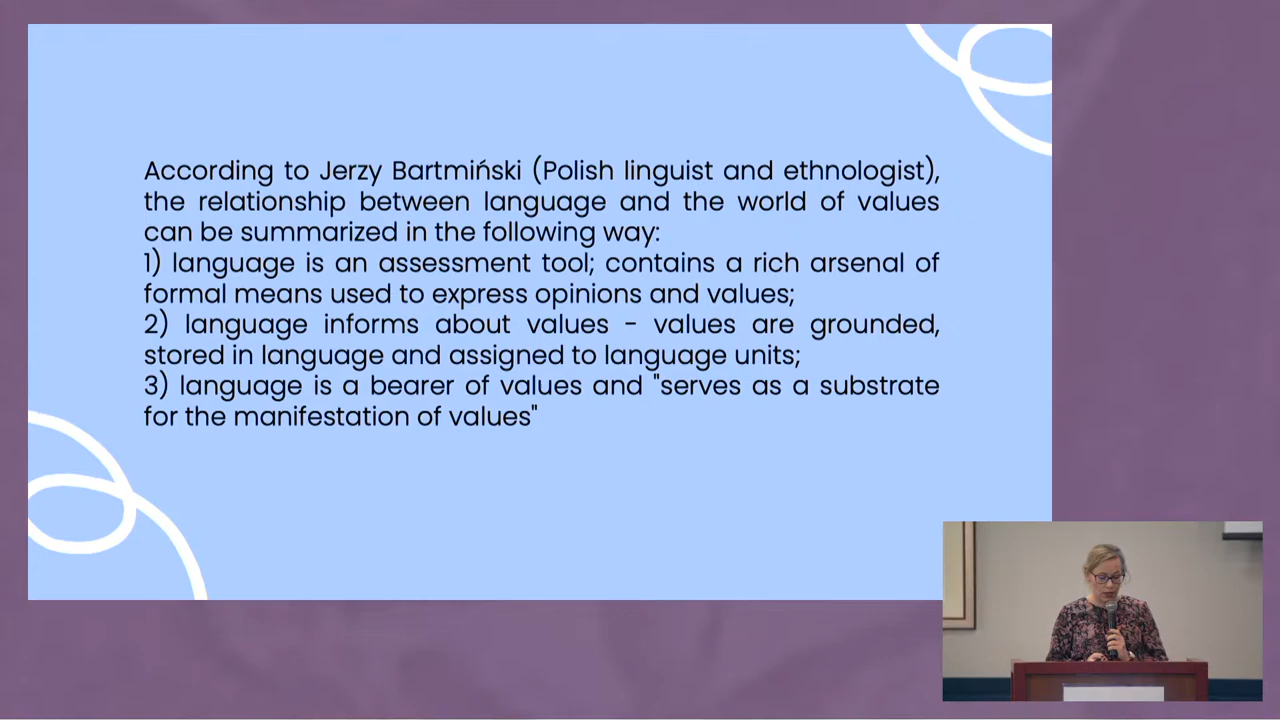 According to Jerzy Bartmiński (Polish linguist and ethnologist),
the relationship between language and the world of values
can be summarized in the following way:
1) language is an assessment tool; contains a rich arsenal of
formal means used to express opinions and values;
2) language informs about values - values are grounded,
stored in language and assigned to language units;
3) language is a bearer of values and "serves as a substrate
for the manifestation of values"